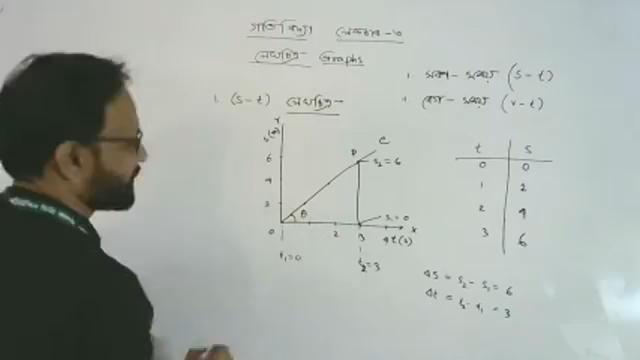 গতিবিদ্যা লেকচার-৩
লেখচিত্র Graphs
1. সরণ-সময় (s-t)
1. (s-t) লেখচিত্র-
বেগ-সময় (v-t)
Y
s(m)
6
4
2
P
C
s₂=6
θ
s₁=0
0
2
3
4 t(s)
X
t₁=0
t₂=3
t s
0 0
1 2
2 4
3 6
Δs = s₂-s₁ = 6
Δt = t₂-t₁ = 3